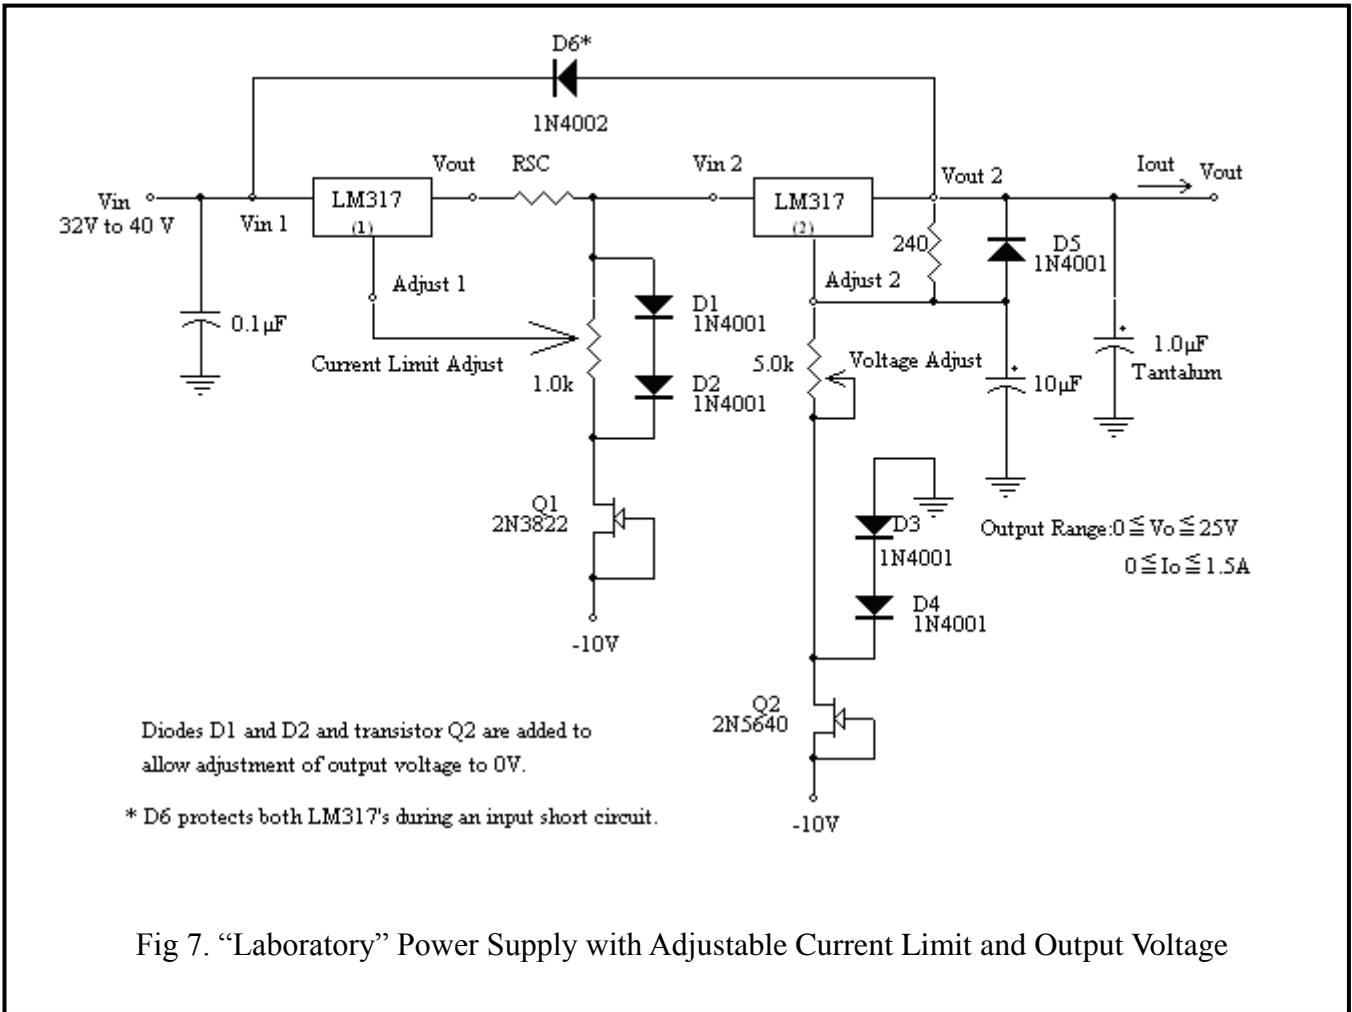 D6*
1N4002
Vout
RSC
Vin 2
Vin
32V to 40 V
Vin 1
LM317
(1)
LM317
(2)
Vout 2
Iout
Vout
Adjust 1
0.1µF
Current Limit Adjust
1.0k
D1
1N4001
D2
1N4001
240
D5
1N4001
Adjust 2
5.0k
Voltage Adjust
+
10µF
+
1.0µF
Tantalum
Q1
2N3822
-10V
D3
1N4001
D4
1N4001
Output Range:0≦Vo≦25V
0≦Io≦1.5A
Q2
2N5640
-10V
Diodes D1 and D2 and transistor Q2 are added to
allow adjustment of output voltage to 0V.
* D6 protects both LM317's during an input short circuit.
Fig 7. “Laboratory” Power Supply with Adjustable Current Limit and Output Voltage